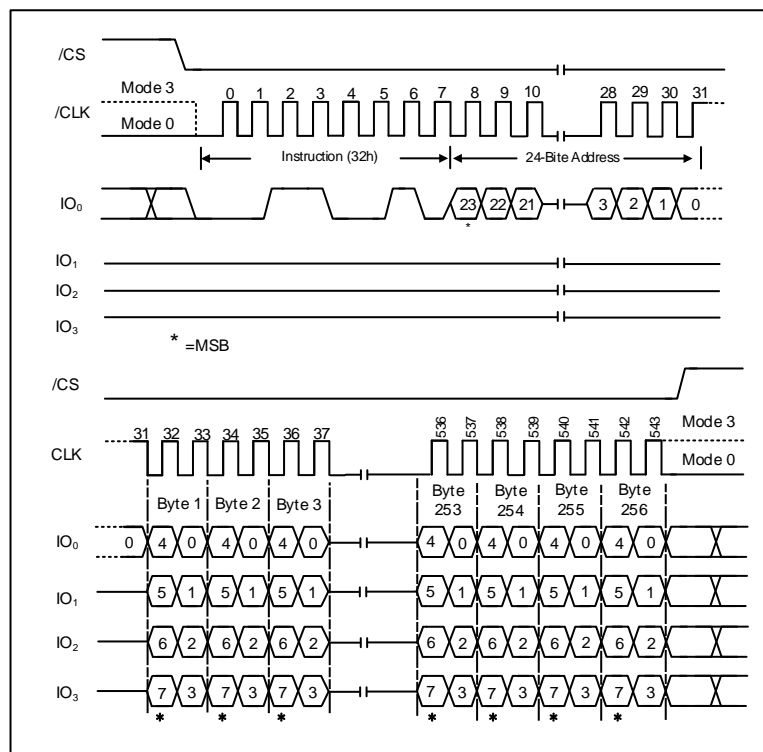 /CS
Mode 3
0 1 2 3 4 5 6 7 8 9 10 28 29 30 31
/CLK
Mode 0
Instruction (32h) 24-Bite Address
IO₀ 23 22 21 3 2 1 0
*
IO₁
IO₂
IO₃
* =MSB
/CS
31 32 33 34 35 36 37 536 537 538 539 540 541 542 543 Mode 3
CLK
Mode 0
Byte 1 Byte 2 Byte 3 Byte 253 Byte 254 Byte 255 Byte 256
IO₀ 0 4 0 4 0 4 0 4 0 4 0 4 0 4 0
IO₁ 5 1 5 1 5 1 5 1 5 1 5 1 5 1
IO₂ 6 2 6 2 6 2 6 2 6 2 6 2 6 2
IO₃ 7 3 7 3 7 3 7 3 7 3 7 3 7 3
* * * * * * *